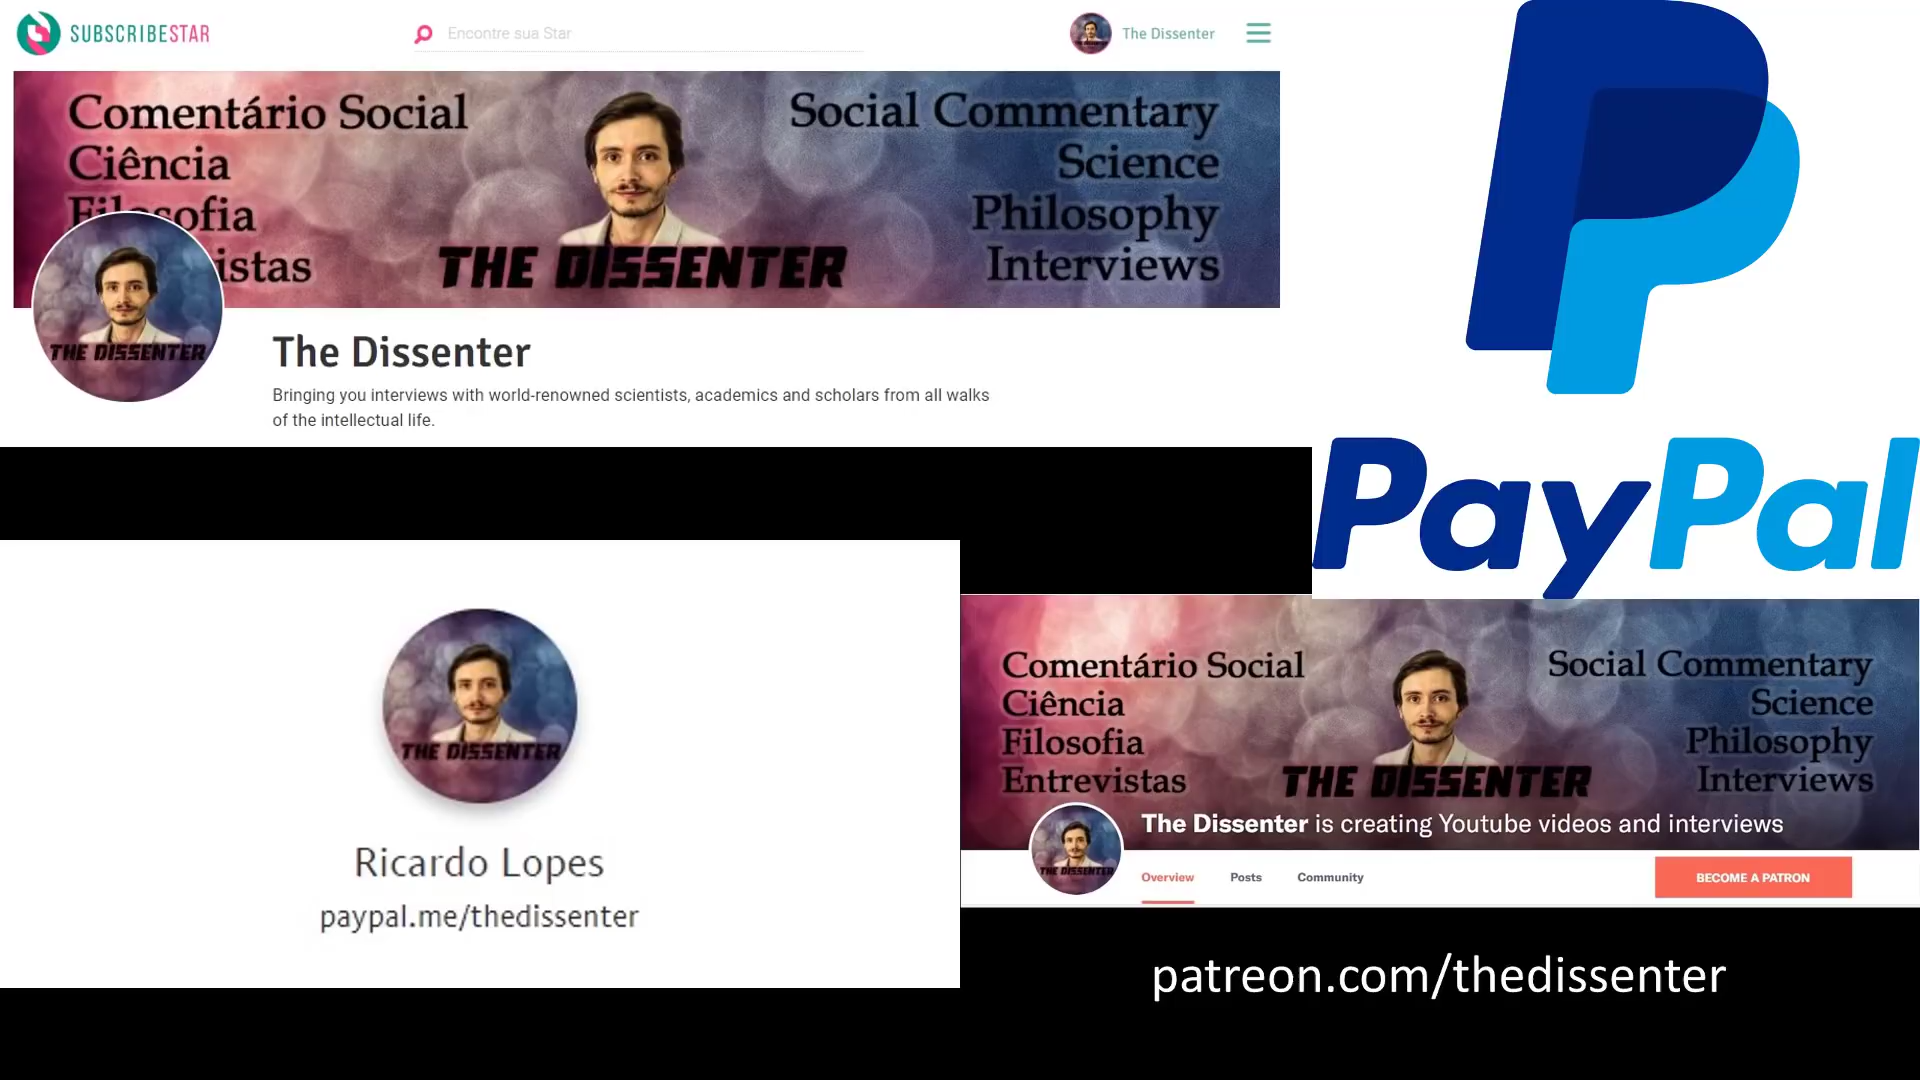 SUBSCRIBESTAR
Encontre sua Star
The Dissenter
Comentário Social
Ciência
Filosofia
istas
Social Commentary
Science
Philosophy
Interviews
THE DISSENTER
THE DISSENTER
The Dissenter
Bringing you interviews with world-renowned scientists, academics and scholars from all walks
of the intellectual life.
PayPal
THE DISSENTER
Ricardo Lopes
paypal.me/thedissenter
Comentário Social
Ciência
Filosofia
Entrevistas
Social Commentary
Science
Philosophy
Interviews
THE DISSENTER
The Dissenter is creating Youtube videos and interviews
THE DISSENTER
Overview
Posts
Community
BECOME A PATRON
patreon.com/thedissenter